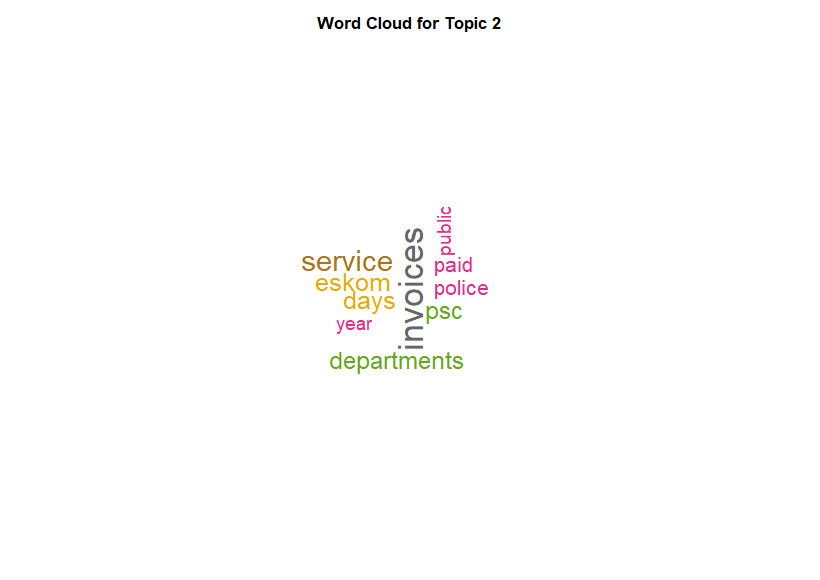 Word Cloud for Topic 2
public
service
invoices
paid
eskom
police
days
psc
year
departments